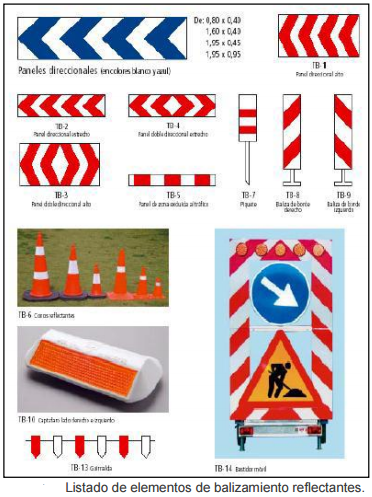 De: 0,80 x 0,40
1,60 x 0,40
1,95 x 0,45
1,95 x 0,95
Paneles direccionales (en colores blanco y azul)
TB-1
Panel direccional alto
TB-2
Panel direccional estrecho
TB-4
Panel doble direccional estrecho
TB-3
Panel doble direccional alto
TB-5
Panel de zona excluida al tráfico
TB-7
Piquete
TB-8
Baliza de borde
derecho
TB-9
Baliza de borde
izquierdo
TB-6 Conos reflectantes
TB-10 Captafaro lado derecho e izquierdo
TB-13 Guirnalda
TB-14 Bastidor móvil
Listado de elementos de balizamiento reflectantes.